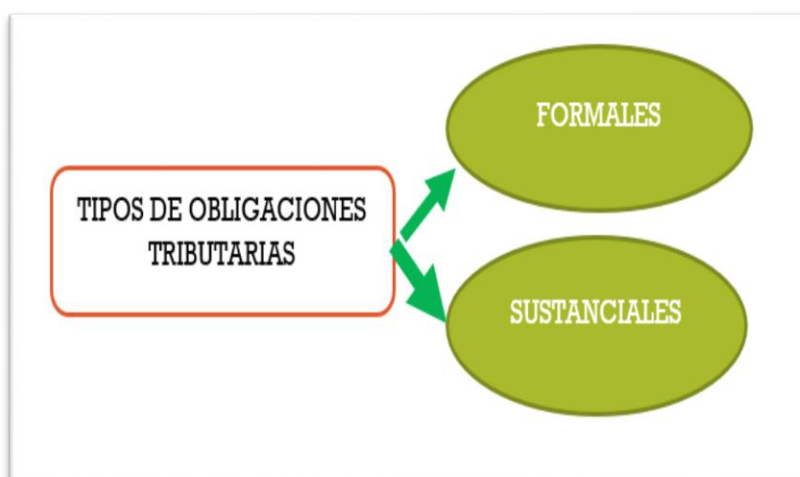 FORMALES
TIPOS DE OBLIGACIONES
TRIBUTARIAS
SUSTANCIALES